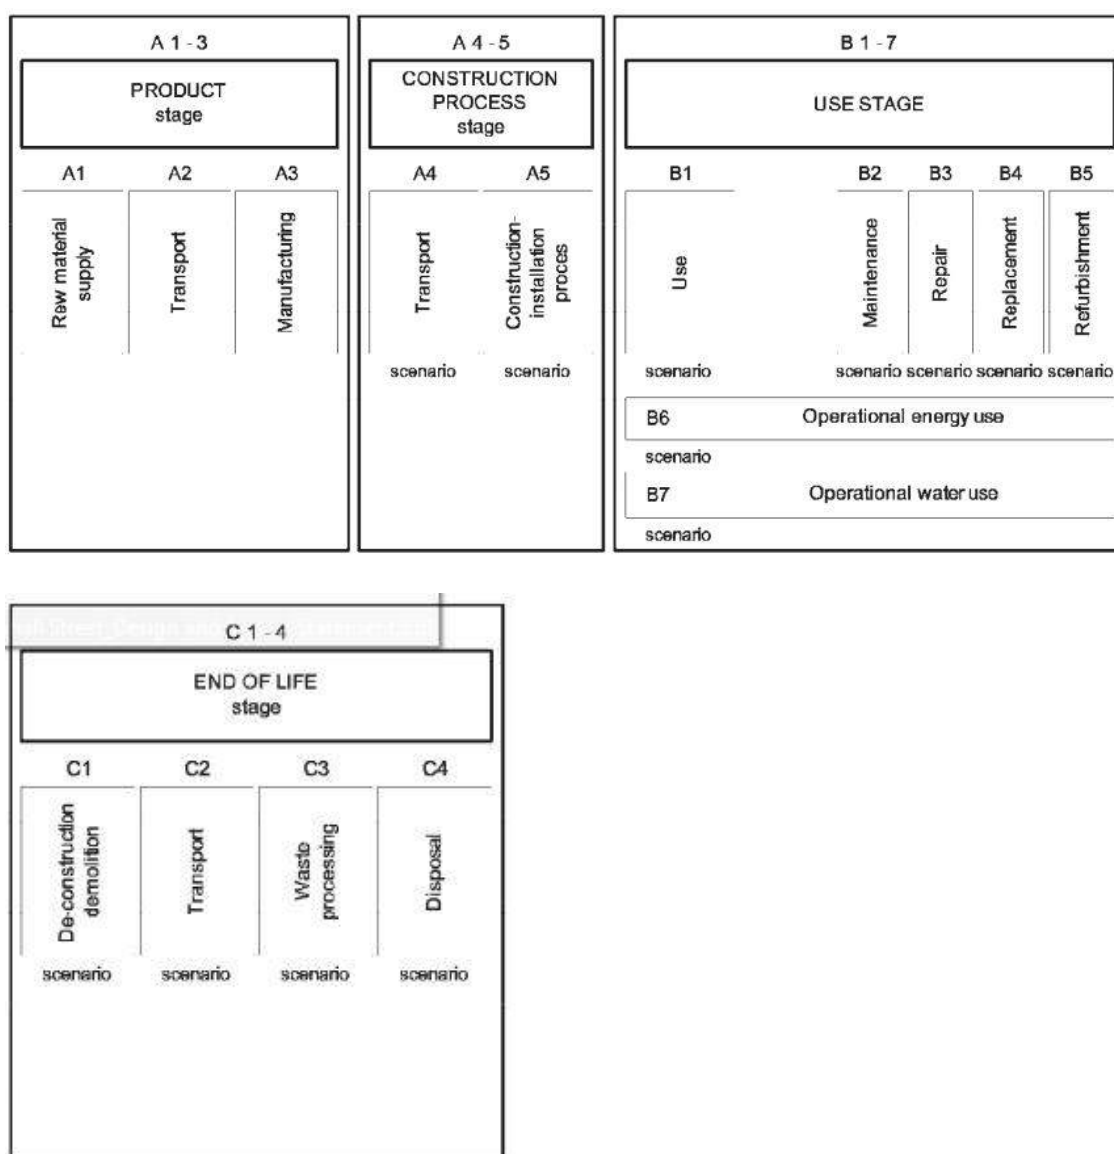 A 1 - 3
PRODUCT
stage
A1
A2
A3
Rew material
supply
Transport
Manufacturing
A 4 - 5
CONSTRUCTION
PROCESS
stage
A4
A5
Transport
Construction-
installation
proces
scenario
scenario
B 1 - 7
USE STAGE
B1
B2
B3
B4
B5
Use
Maintenance
Repair
Replacement
Refurbishment
scenario
scenario
scenario
scenario
scenario
B6
Operational energy use
scenario
B7
Operational water use
scenario
C 1 - 4
END OF LIFE
stage
C1
C2
C3
C4
De-construction
demolition
Transport
Waste
processing
Disposal
scenario
scenario
scenario
scenario